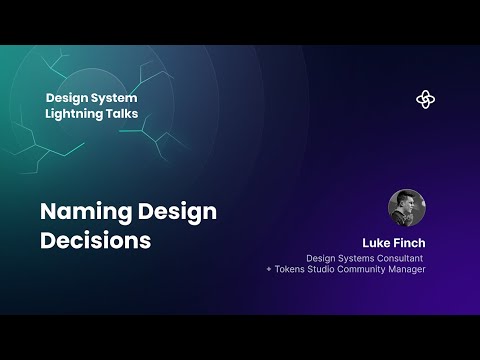 Design System
Lightning Talks
Naming Design
Decisions
Luke Finch
Design Systems Consultant
+ Tokens Studio Community Manager